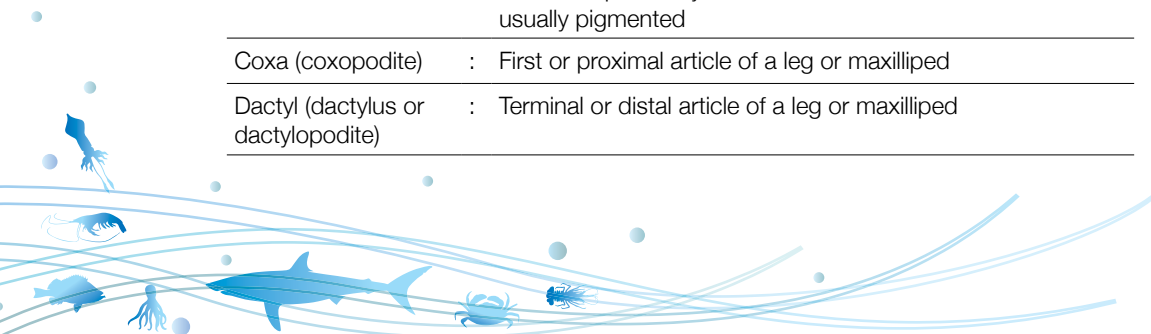 usually pigmented
Coxa (coxopodite) : First or proximal article of a leg or maxilliped
Dactyl (dactylus or : Terminal or distal article of a leg or maxilliped
dactylopodite)